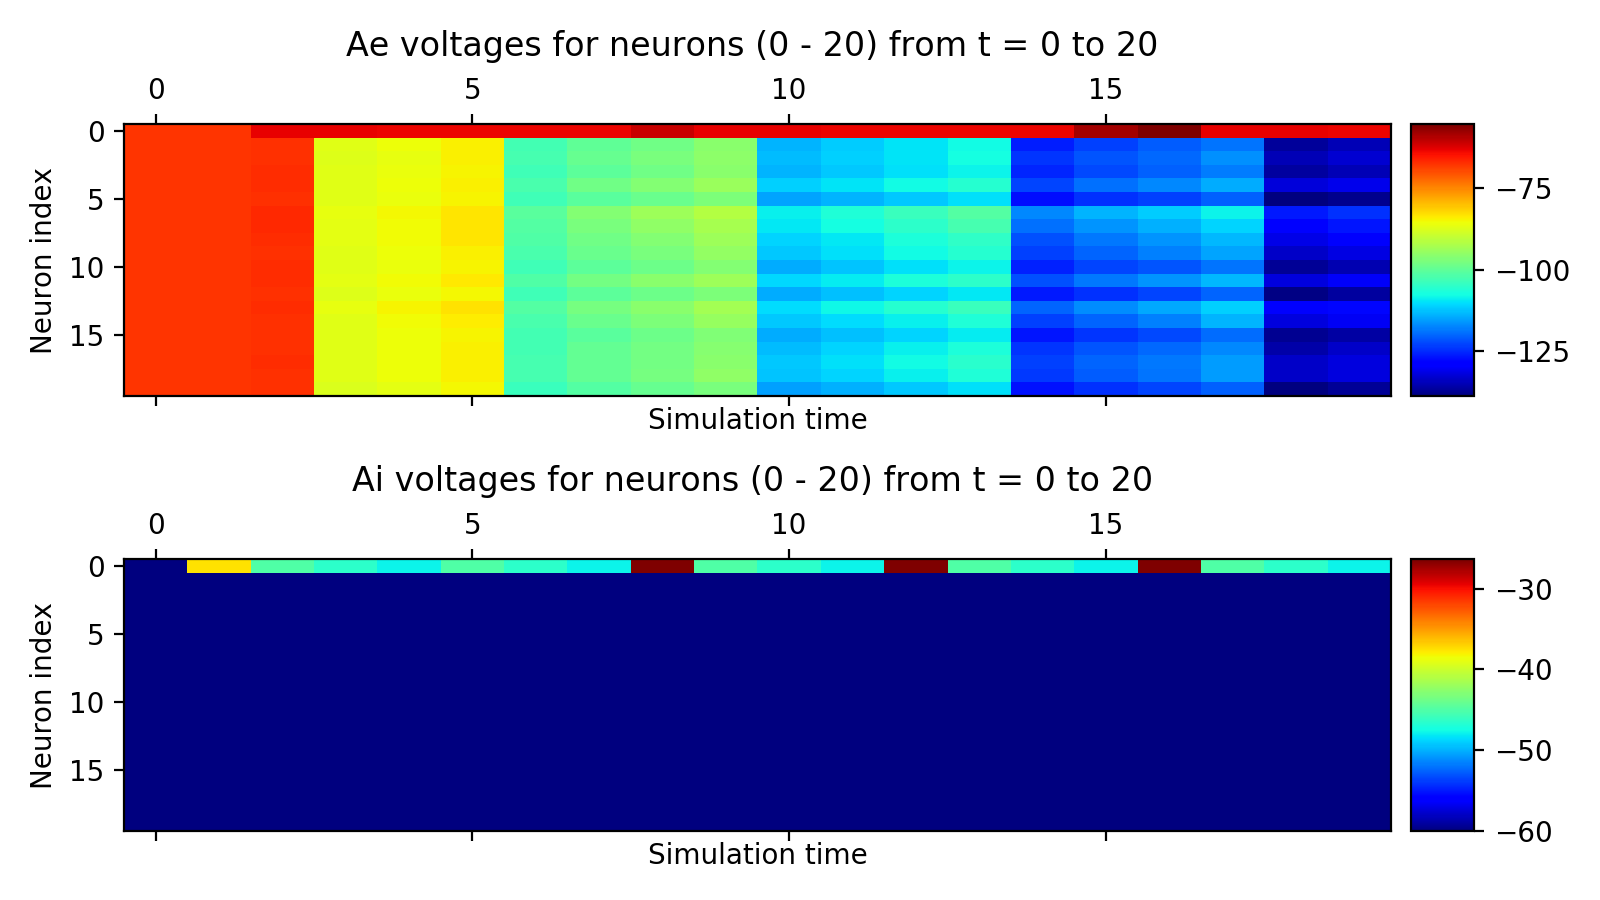 Ae voltages for neurons (0 - 20) from t = 0 to 20
0 5 10 15
0
5
10
15
Neuron index
Simulation time
−75
−100
−125
Ai voltages for neurons (0 - 20) from t = 0 to 20
0 5 10 15
0
5
10
15
Neuron index
Simulation time
−30
−40
−50
−60